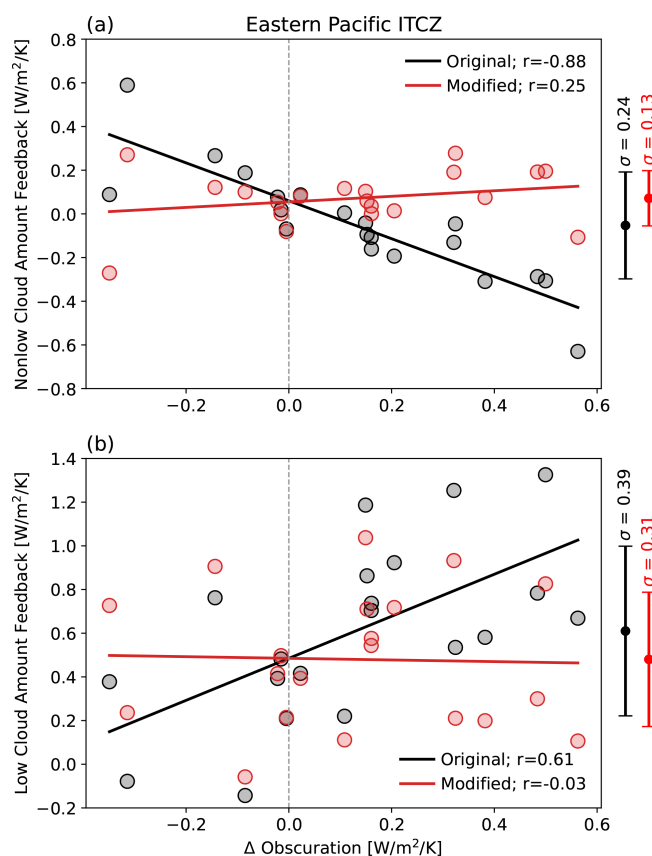 (a) Eastern Pacific ITCZ
Nonlow Cloud Amount Feedback [W/m²/K]
0.8
0.6
0.4
0.2
0.0
−0.2
−0.4
−0.6
−0.8
Original; r=-0.88
Modified; r=0.25
−0.2 0.0 0.2 0.4 0.6
σ = 0.24
σ = 0.13
(b)
Low Cloud Amount Feedback [W/m²/K]
1.4
1.2
1.0
0.8
0.6
0.4
0.2
0.0
−0.2
Original; r=0.61
Modified; r=-0.03
−0.2 0.0 0.2 0.4 0.6
Δ Obscuration [W/m²/K]
σ = 0.39
σ = 0.31